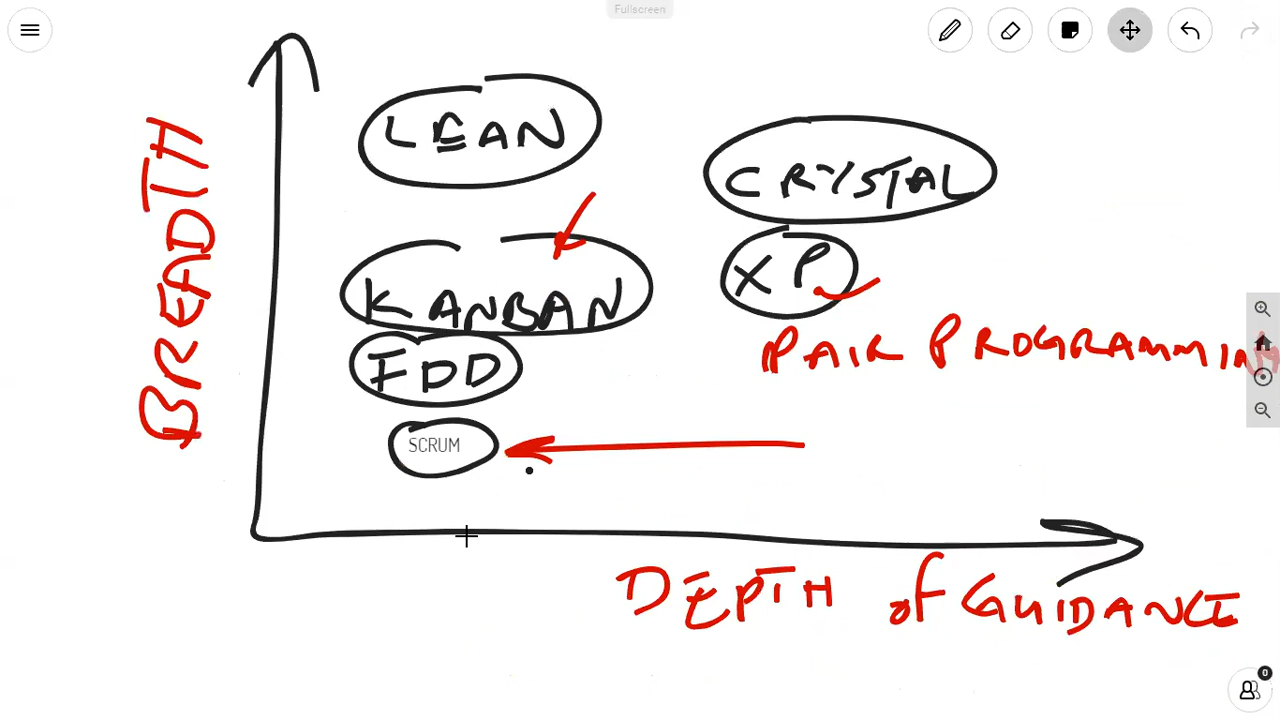 Fullscreen
LEAN
CRYSTAL
BREADTH
KANBAN
XP
PAIR PROGRAMMING
FDD
SCRUM
DEPTH of GUIDANCE
0